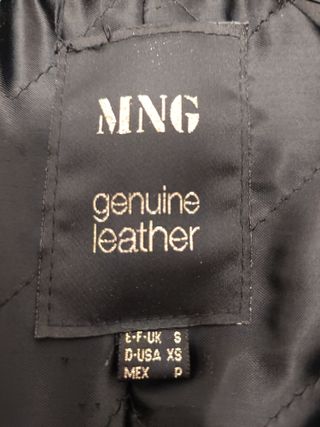 MNG
genuine
leather
E-F-UK S
D-USA XS
MEX P